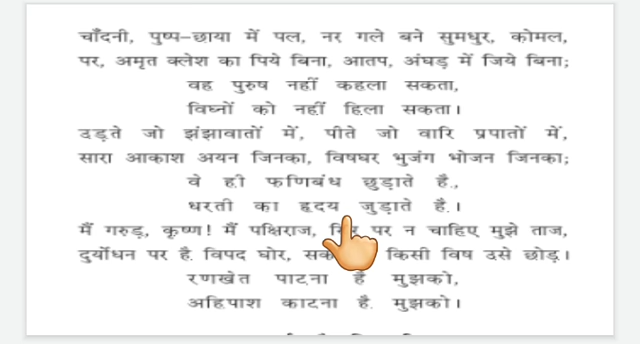 चाँदनी, पुष्प-छाया में पल, नर गले बने सुमधुर, कोमल,
पर, अमृत क्लेश का पिये बिना, आतप, अंघड़ में जिये बिना;
वह पुरुष नहीं कहला सकता,
विघ्नों को नहीं हिला सकता।
उड़ते जो झंझावातों में, पीते जो वारि प्रपातों में,
सारा आकाश अयन जिनका, विषधर भुजंग भोजन जिनका;
वे ही फणिबंध छुड़ाते है.,
धरती का हृदय जुड़ाते है.।
मैं गरुड़, कृष्ण! मैं पक्षिराज, पर न चाहिए मुझे ताज,
दुर्योधन पर है. विपद घोर, किसी विष उसे छोड़।
रणखेत पाटना है मुझको,
अहिपाश काटना है. मुझको।